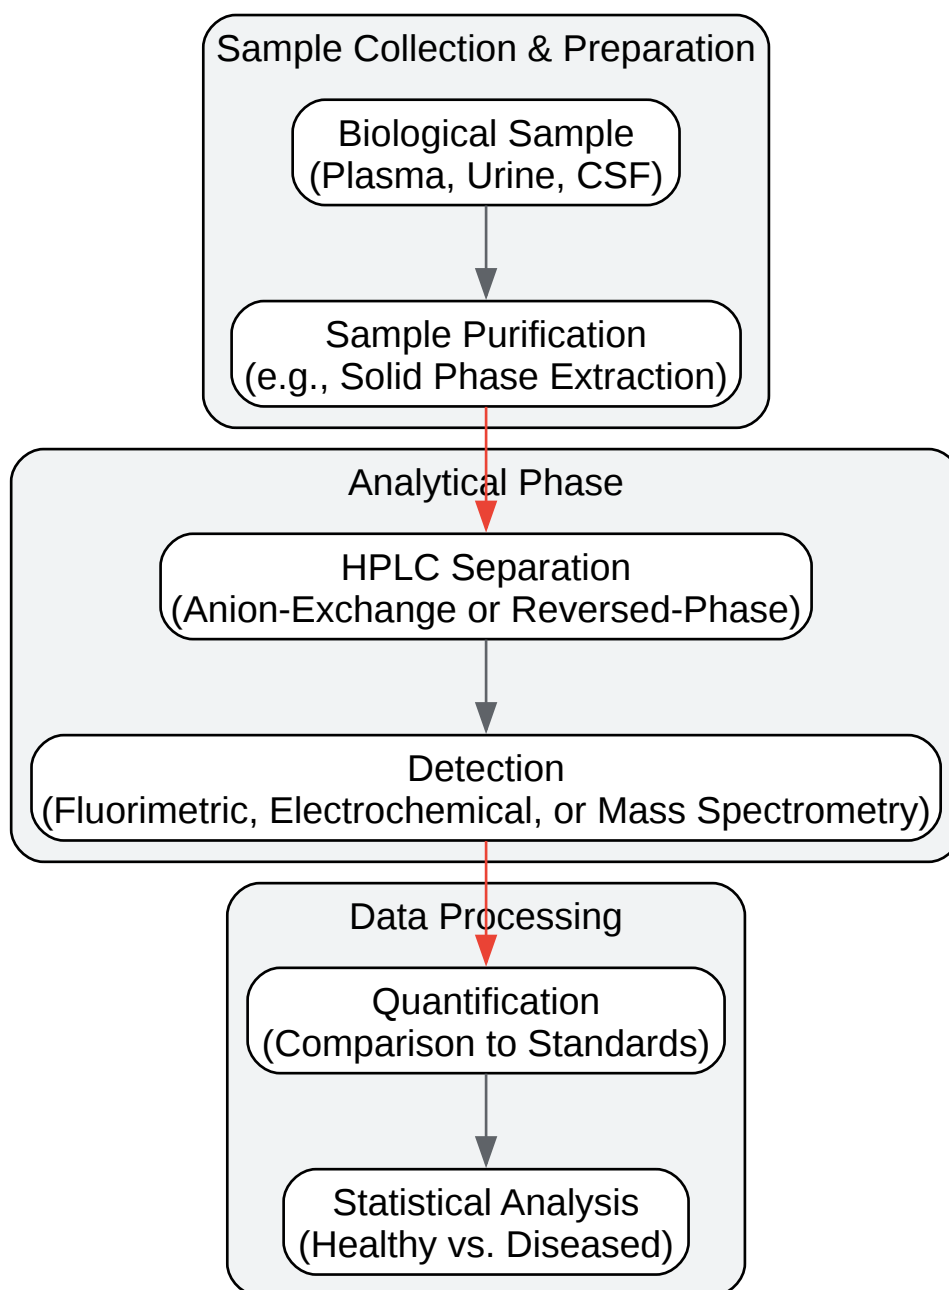 Sample Collection & Preparation
Biological Sample
(Plasma, Urine, CSF)
Sample Purification
(e.g., Solid Phase Extraction)
Analytical Phase
HPLC Separation
(Anion-Exchange or Reversed-Phase)
Detection
(Fluorimetric, Electrochemical, or Mass Spectrometry)
Data Processing
Quantification
(Comparison to Standards)
Statistical Analysis
(Healthy vs. Diseased)